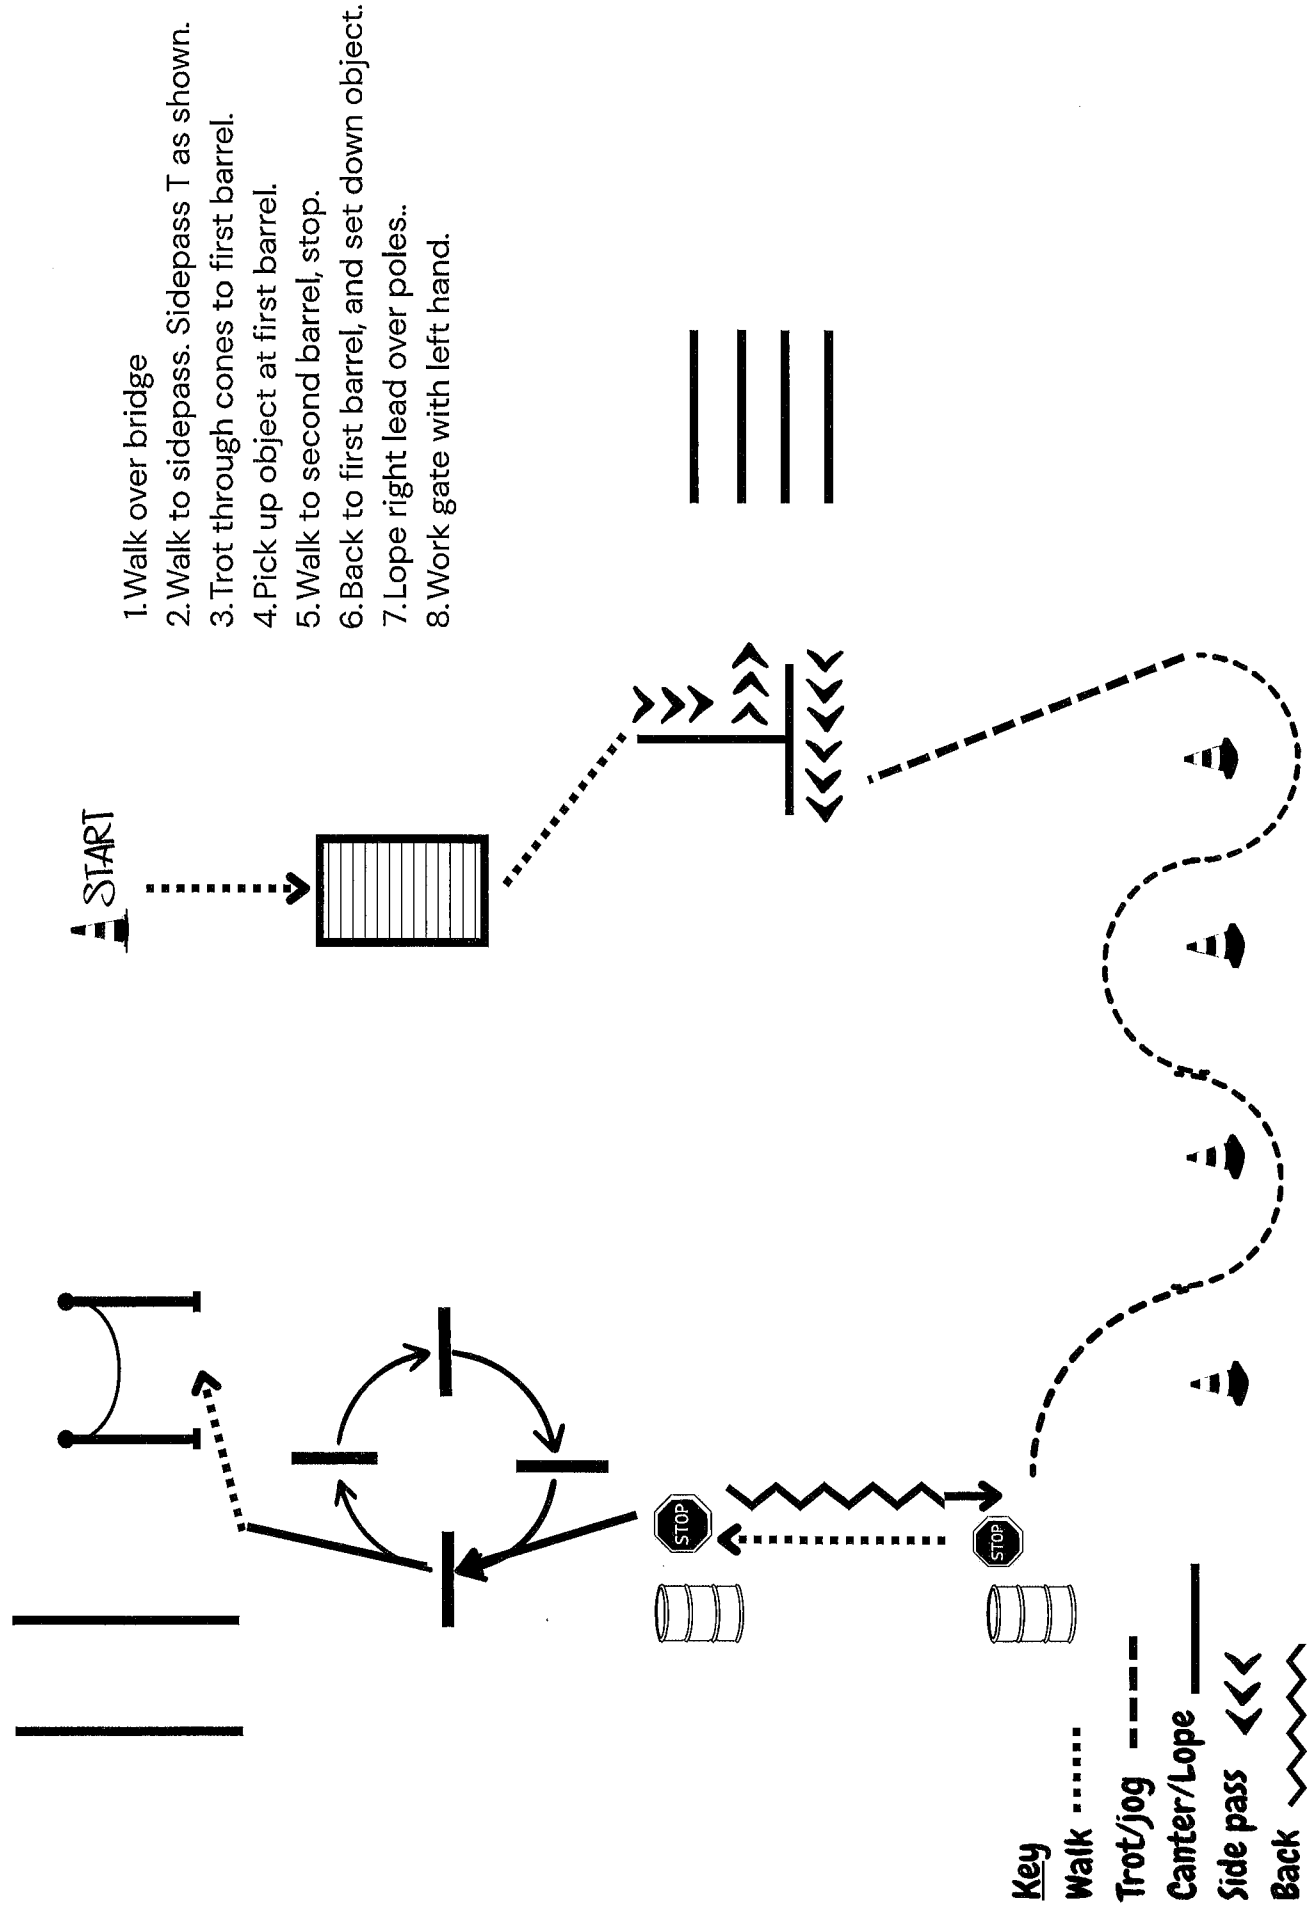 START
1.Walk over bridge
2.Walk to sidepass. Sidepass T as shown.
3.Trot through cones to first barrel.
4.Pick up object at first barrel.
5.Walk to second barrel, stop.
6.Back to first barrel, and set down object.
7.Lope right lead over poles..
8.Work gate with left hand.
STOP
STOP
Key
Walk
Trot/jog
Canter/Lope
Side pass
Back